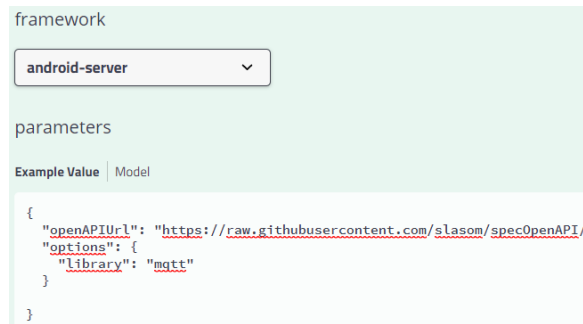 framework
android-server
parameters
Example Value | Model
{
"openAPIUrl": "https://raw.githubusercontent.com/slasom/specOpenAPI/
"options": {
"library": "mqtt"
}
}